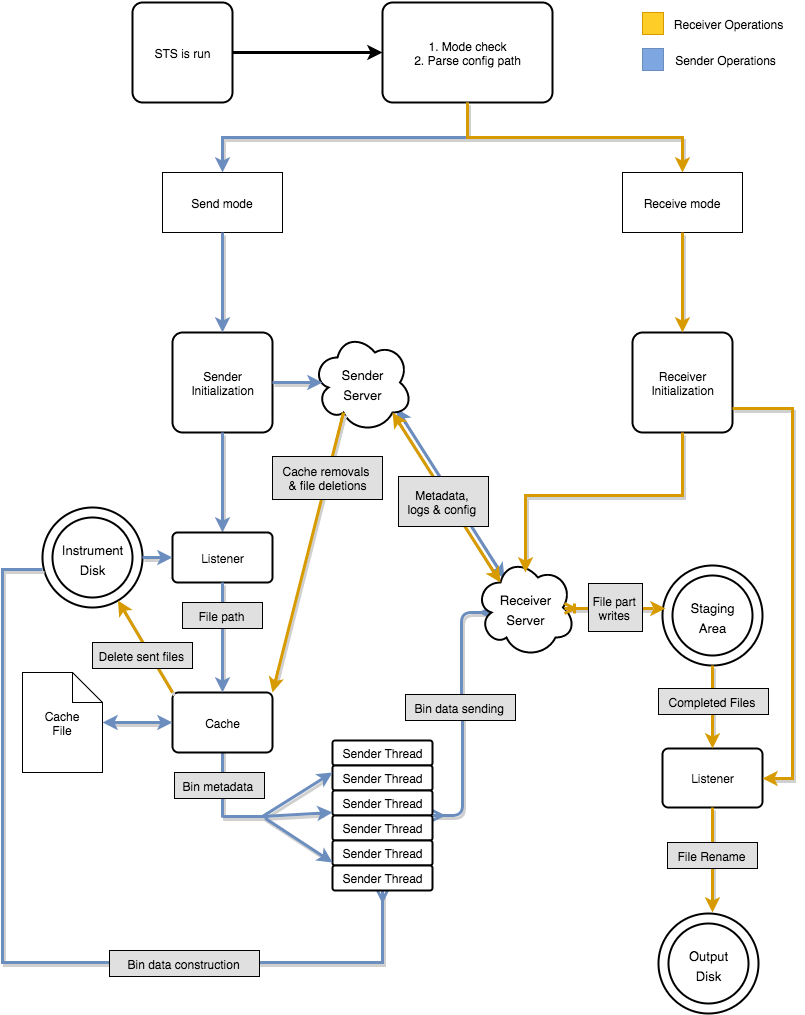 STS is run
1. Mode check
2. Parse config path
Receiver Operations
Sender Operations
Send mode
Receive mode
Sender
Initialization
Sender
Server
Receiver
Initialization
Cache removals
& file deletions
Metadata,
logs & config
Instrument
Disk
Listener
File path
Delete sent files
Receiver
Server
File part
writes
Staging
Area
Cache
File
Cache
Bin data sending
Completed Files
Bin metadata
Sender Thread
Sender Thread
Sender Thread
Sender Thread
Sender Thread
Sender Thread
Listener
File Rename
Bin data construction
Output
Disk